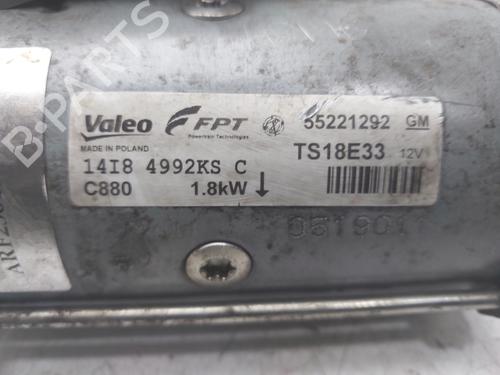 B-PARTS
Valeo FPT 55221292 GM
Powertrain Technologies
MADE IN POLAND TS18E33 12V
14I8 4992KS C
C880 1.8kW